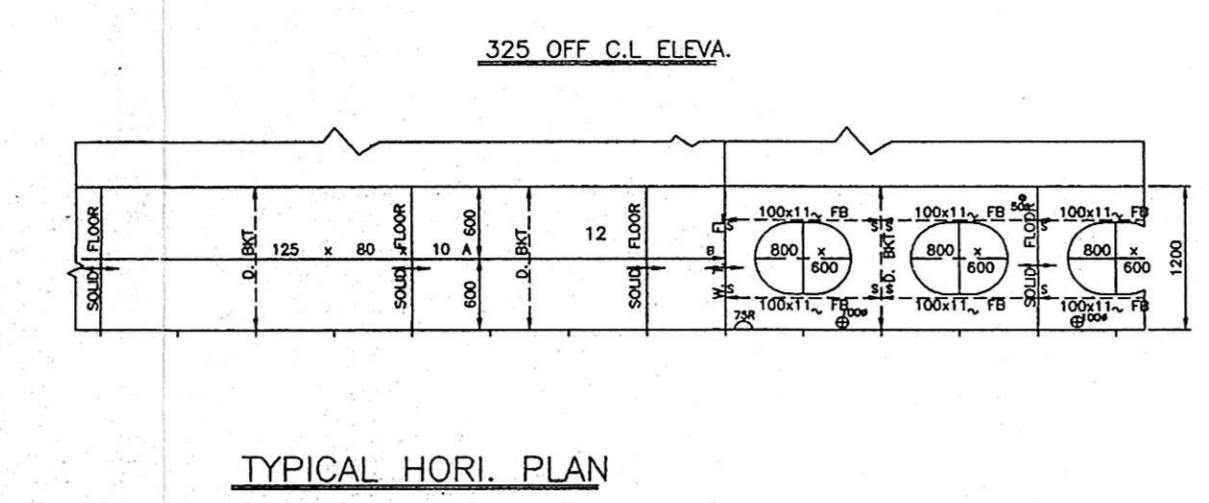 325 OFF C.L ELEVA.
SOLID FLOOR
D. BKT
125 x 80 x 10 A
SOLID FLOOR
600
600
D. BKT
12
SOLID FLOOR
B
S 100x11~ FB S
800 x 600
S 100x11~ FB S
75R
100ø
D. BKT
S 100x11~ FB
800 x 600
S 100x11~ FB S
SOLID FLOOR
S 100x11~ FB
800 x 600
S 100x11~ FB
100ø
1200
TYPICAL HORI. PLAN